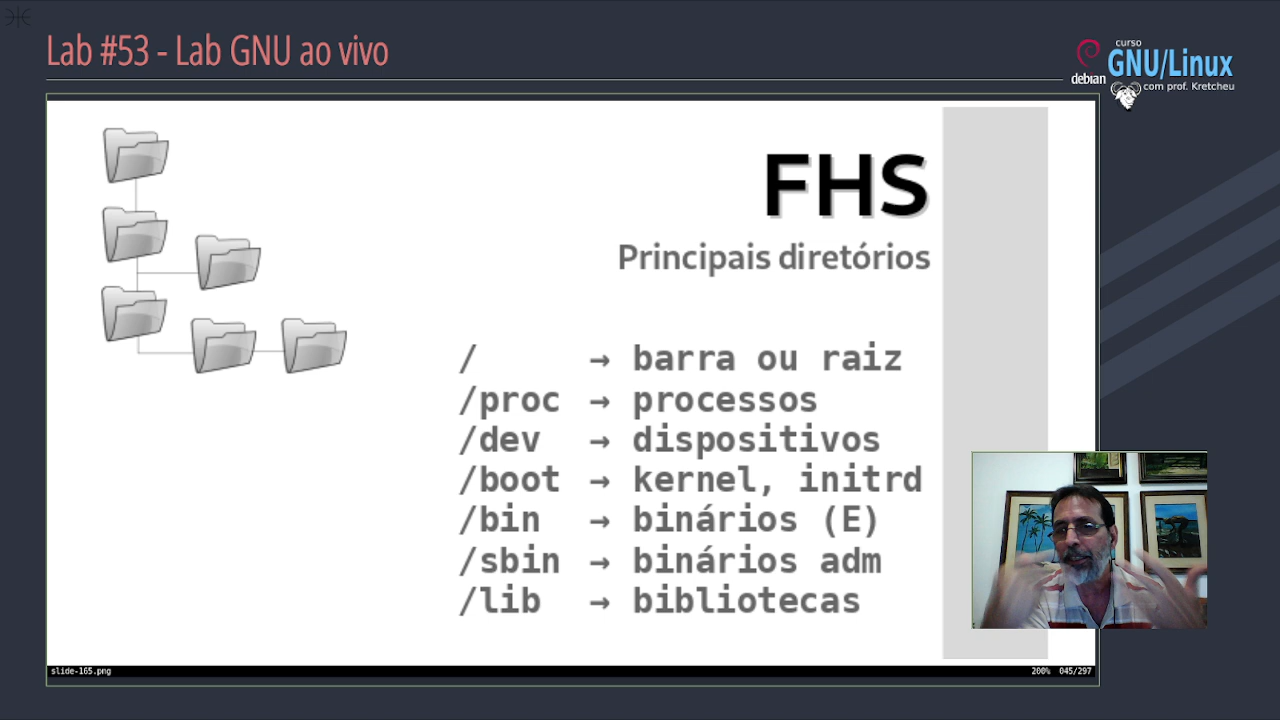 Lab #53 - Lab GNU ao vivo
curso
GNU/Linux
debian
com prof. Kretcheu
FHS
Principais diretórios
/ → barra ou raiz
/proc → processos
/dev → dispositivos
/boot → kernel, initrd
/bin → binários (E)
/sbin → binários adm
/lib → bibliotecas
slide-165.png 200% 045/297